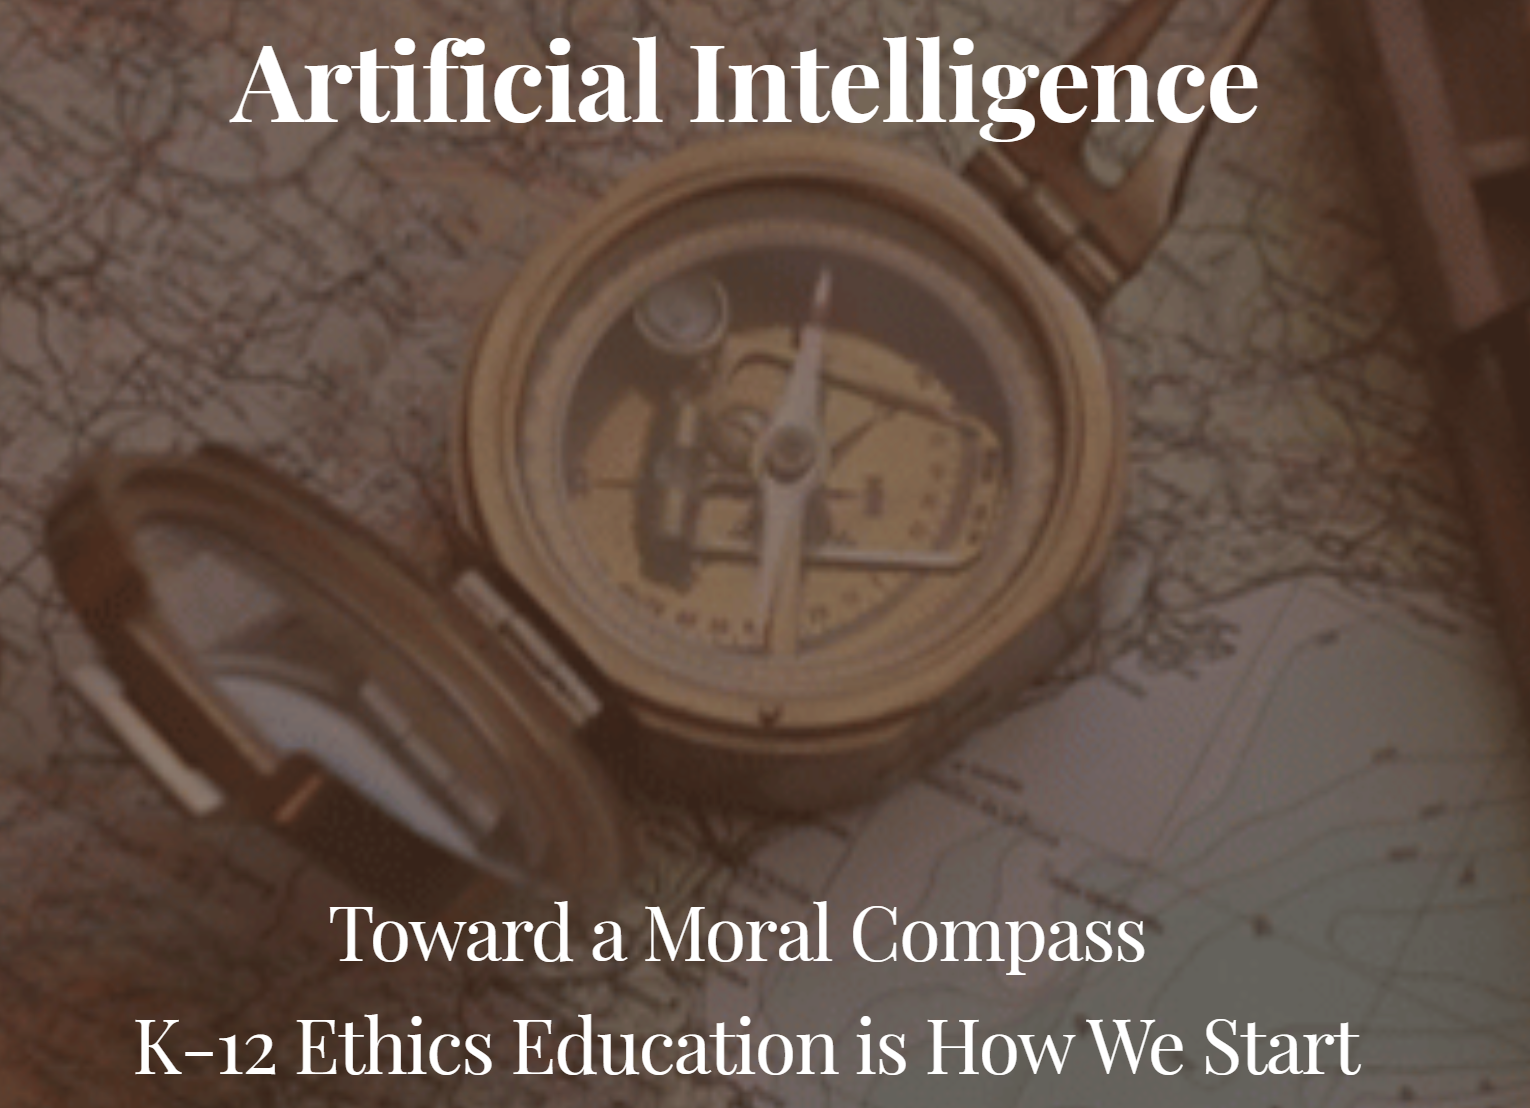 Artificial Intelligence
Toward a Moral Compass
K-12 Ethics Education is How We Start